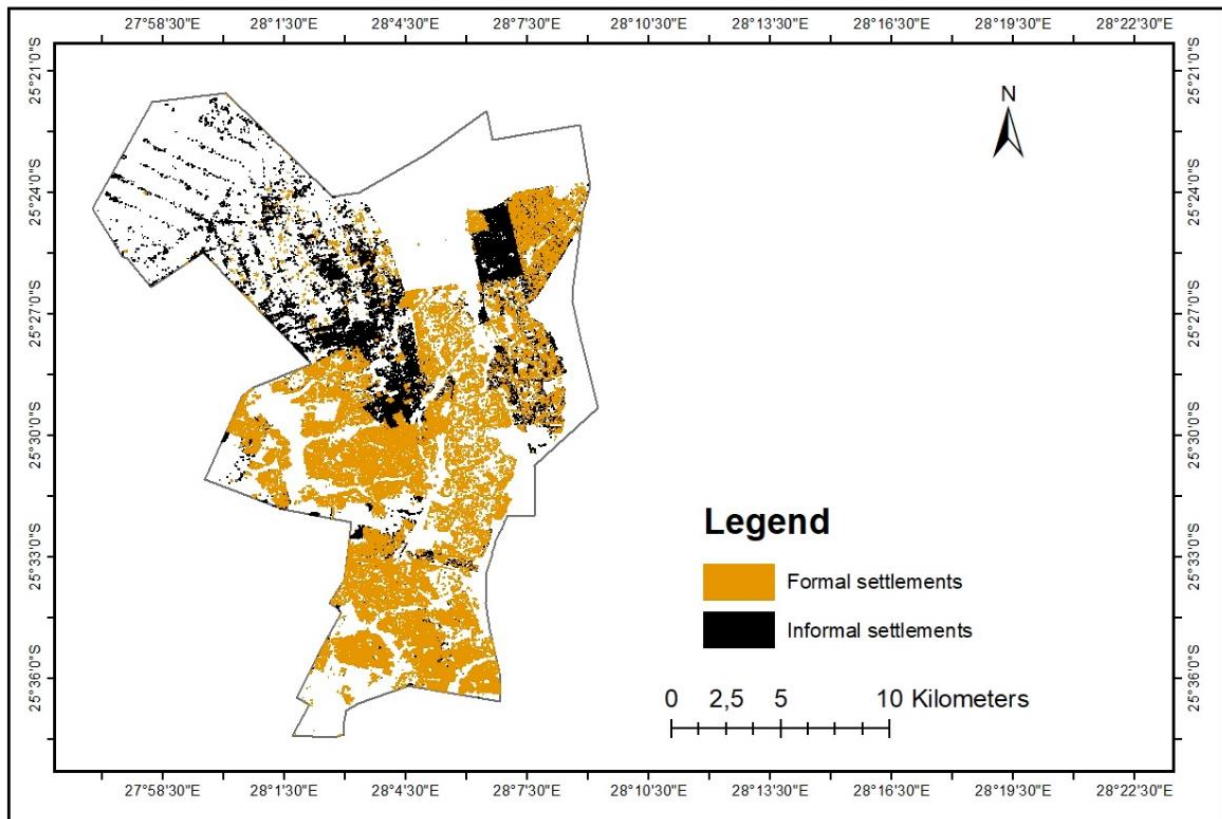 27°58'30"E 28°1'30"E 28°4'30"E 28°7'30"E 28°10'30"E 28°13'30"E 28°16'30"E 28°19'30"E 28°22'30"E
25°21'0"S 25°21'0"S
N
25°24'0"S 25°24'0"S
25°27'0"S 25°27'0"S
25°30'0"S 25°30'0"S
Legend
25°33'0"S 25°33'0"S
Formal settlements
Informal settlements
25°36'0"S 25°36'0"S
0 2,5 5 10 Kilometers
27°58'30"E 28°1'30"E 28°4'30"E 28°7'30"E 28°10'30"E 28°13'30"E 28°16'30"E 28°19'30"E 28°22'30"E